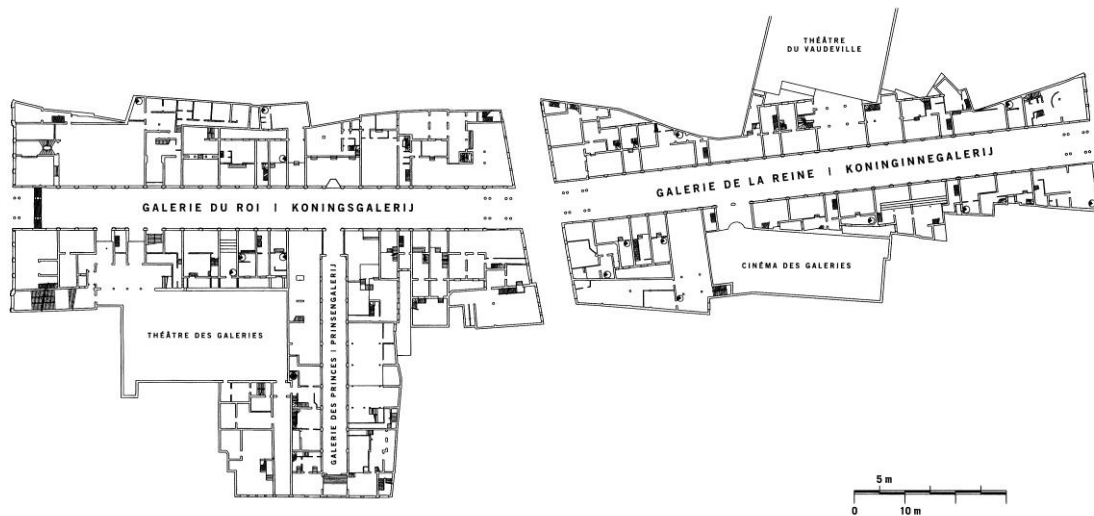 THÉÂTRE
DU VAUDEVILLE
GALERIE DU ROI | KONINGSGALERIJ
GALERIE DE LA REINE | KONINGINNEGALERIJ
CINÉMA DES GALERIES
THÉÂTRE DES GALERIES
GALERIE DES PRINCES | PRINSENGALERIJ
5 m
0 10 m